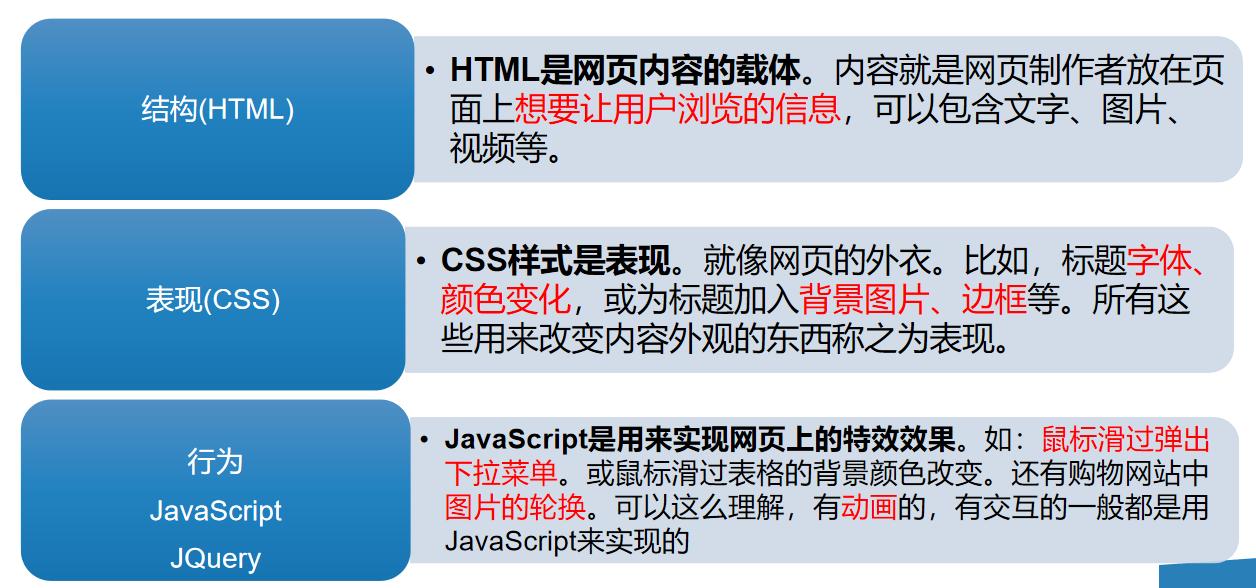 结构(HTML)
• HTML是网页内容的载体。内容就是网页制作者放在页
面上想要让用户浏览的信息，可以包含文字、图片、
视频等。
表现(CSS)
• CSS样式是表现。就像网页的外衣。比如，标题字体、
颜色变化，或为标题加入背景图片、边框等。所有这
些用来改变内容外观的东西称之为表现。
行为
JavaScript
JQuery
• JavaScript是用来实现网页上的特效效果。如：鼠标滑过弹出
下拉菜单。或鼠标滑过表格的背景颜色改变。还有购物网站中
图片的轮换。可以这么理解，有动画的，有交互的一般都是用
JavaScript来实现的